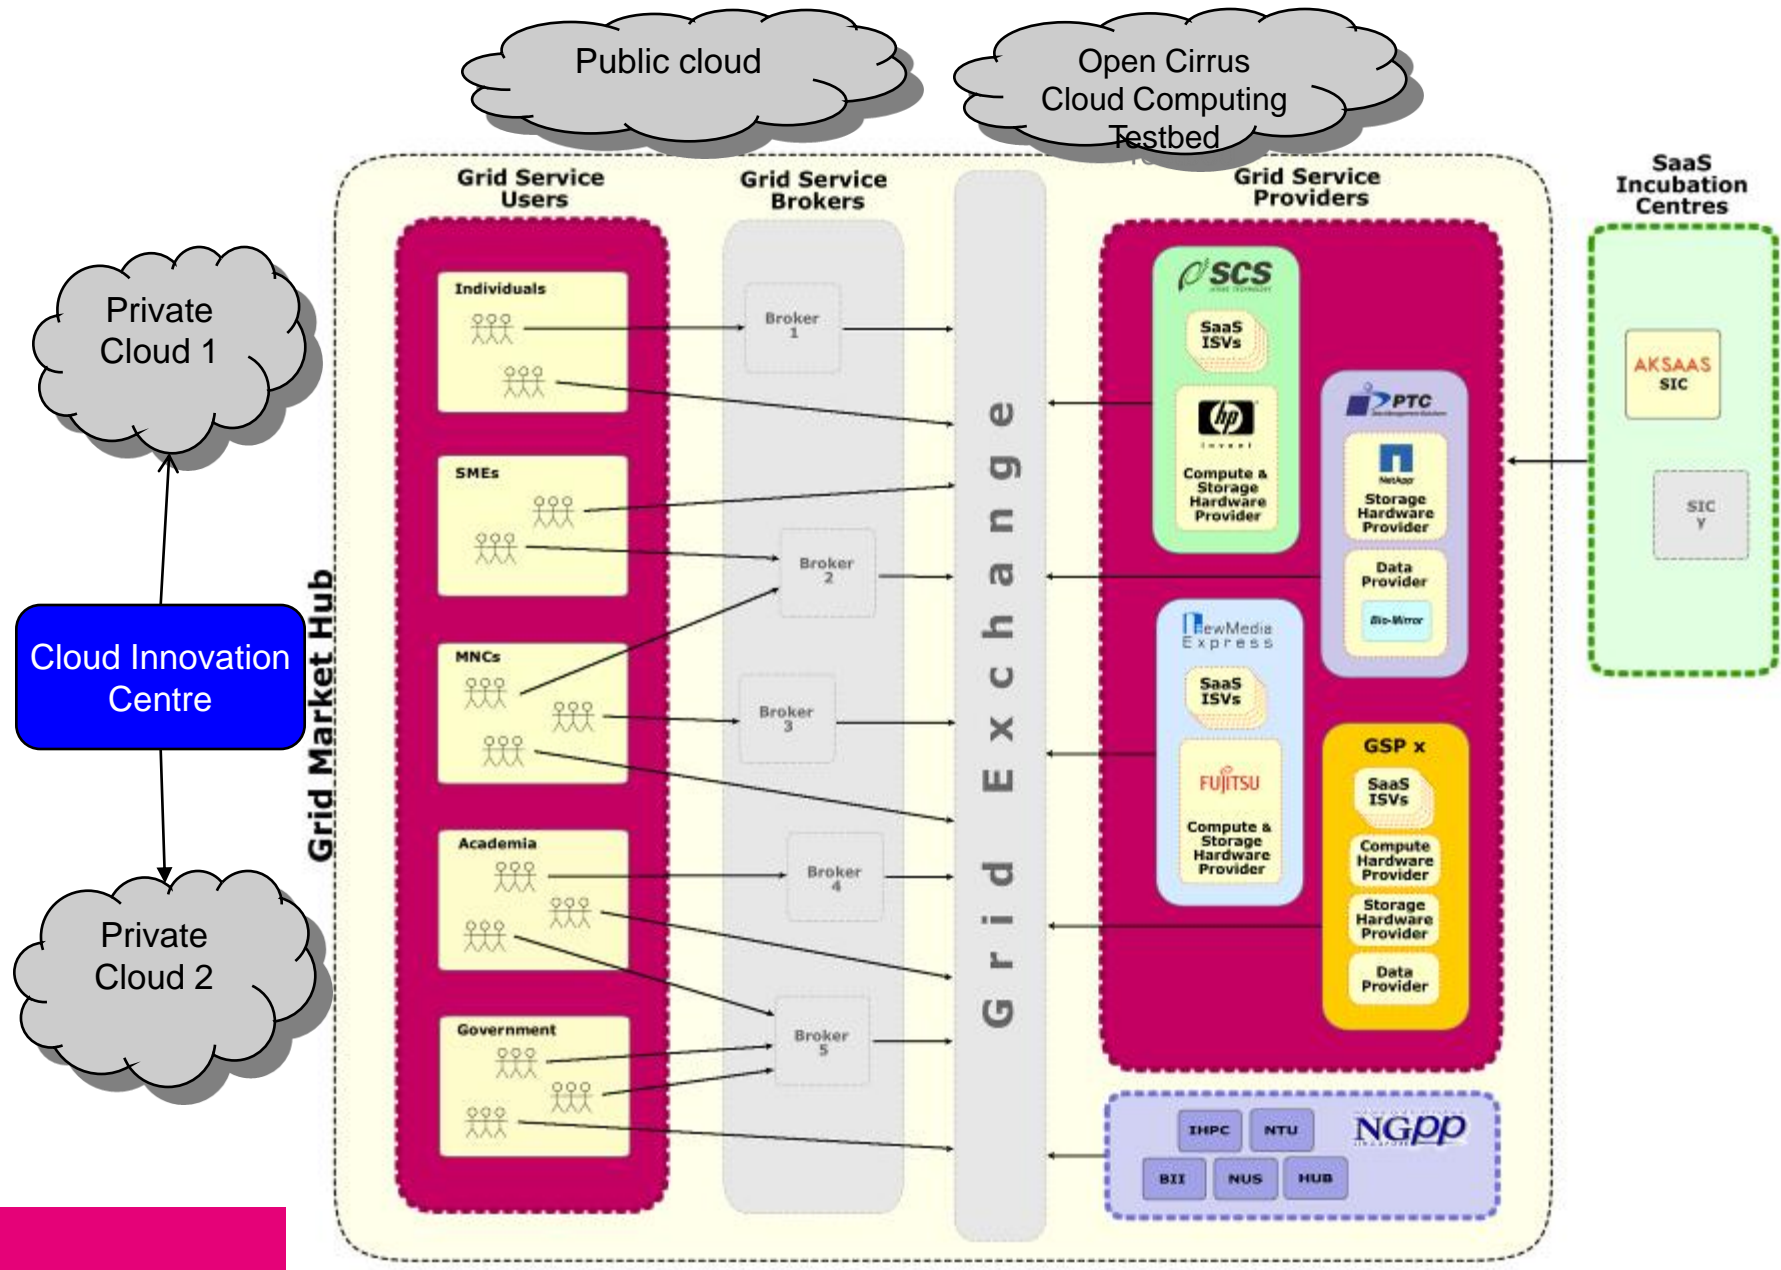 Public cloud
Open Cirrus
Cloud Computing
Testbed
Private
Cloud 1
Cloud Innovation
Centre
Private
Cloud 2
Grid Market Hub
Grid Service
Users
Individuals
SMEs
MNCs
Academia
Government
Grid Service
Brokers
Broker
1
Broker
2
Broker
3
Broker
4
Broker
5
Grid Exchange
Grid Service
Providers
SCS
SaaS
ISVs
hp
invent
Compute &
Storage
Hardware
Provider
PTC
NetApp
Storage
Hardware
Provider
Data
Provider
Bio-Mirror
NewMedia
Express
SaaS
ISVs
FUJITSU
Compute &
Storage
Hardware
Provider
GSP x
SaaS
ISVs
Compute
Hardware
Provider
Storage
Hardware
Provider
Data
Provider
IHPC
NTU
NGpp
BII
NUS
HUB
SaaS
Incubation
Centres
AKSAAS
SIC
SIC
y